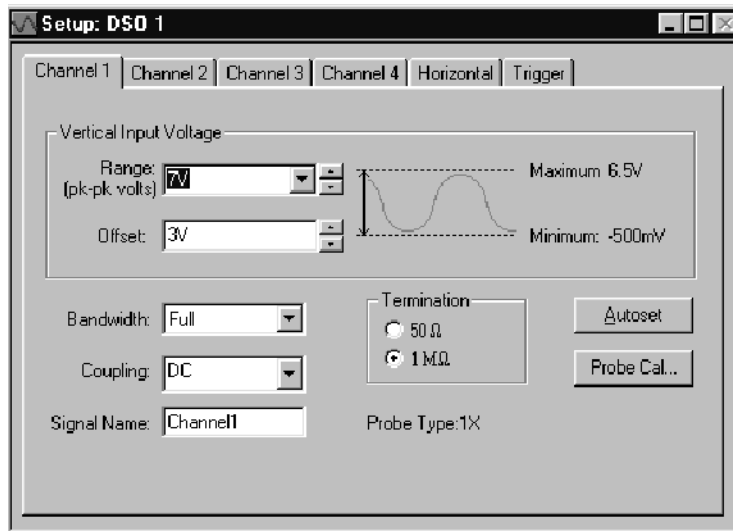 Setup: DSO 1
Channel 1 Channel 2 Channel 3 Channel 4 Horizontal Trigger
Vertical Input Voltage
Range: 7V Maximum 6.5V
(pk-pk volts)
Offset: 3V Minimum: -500mV
Bandwidth: Full
Termination
50 Ω
1 MΩ
Autoset
Coupling: DC
Probe Cal...
Signal Name: Channel1
Probe Type:1X